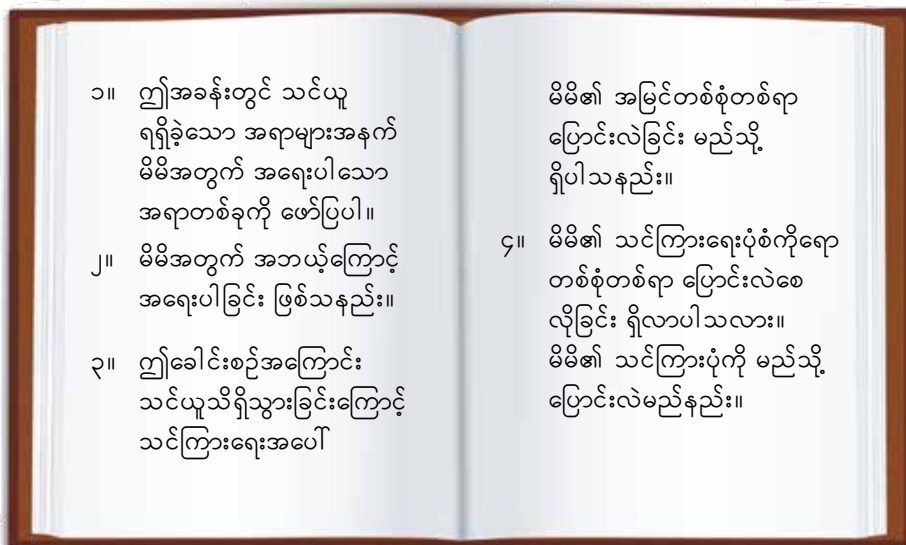 ၁။ ဤအခန်းတွင် သင်ယူ
ရရှိခဲ့သော အရာများအနက်
မိမိအတွက် အရေးပါသော
အရာတစ်ခုကို ဖော်ပြပါ။
၂။ မိမိအတွက် အဘယ့်ကြောင့်
အရေးပါခြင်း ဖြစ်သနည်း။
၃။ ဤခေါင်းစဉ်အကြောင်း
သင်ယူသိရှိသွားခြင်းကြောင့်
သင်ကြားရေးအပေါ်
မိမိ၏ အမြင်တစ်စုံတစ်ရာ
ပြောင်းလဲခြင်း မည်သို့
ရှိပါသနည်း။
၄။ မိမိ၏ သင်ကြားရေးပုံစံကိုရော
တစ်စုံတစ်ရာ ပြောင်းလဲစေ
လိုခြင်း ရှိလာပါသလား။
မိမိ၏ သင်ကြားပုံကို မည်သို့
ပြောင်းလဲမည်နည်း။